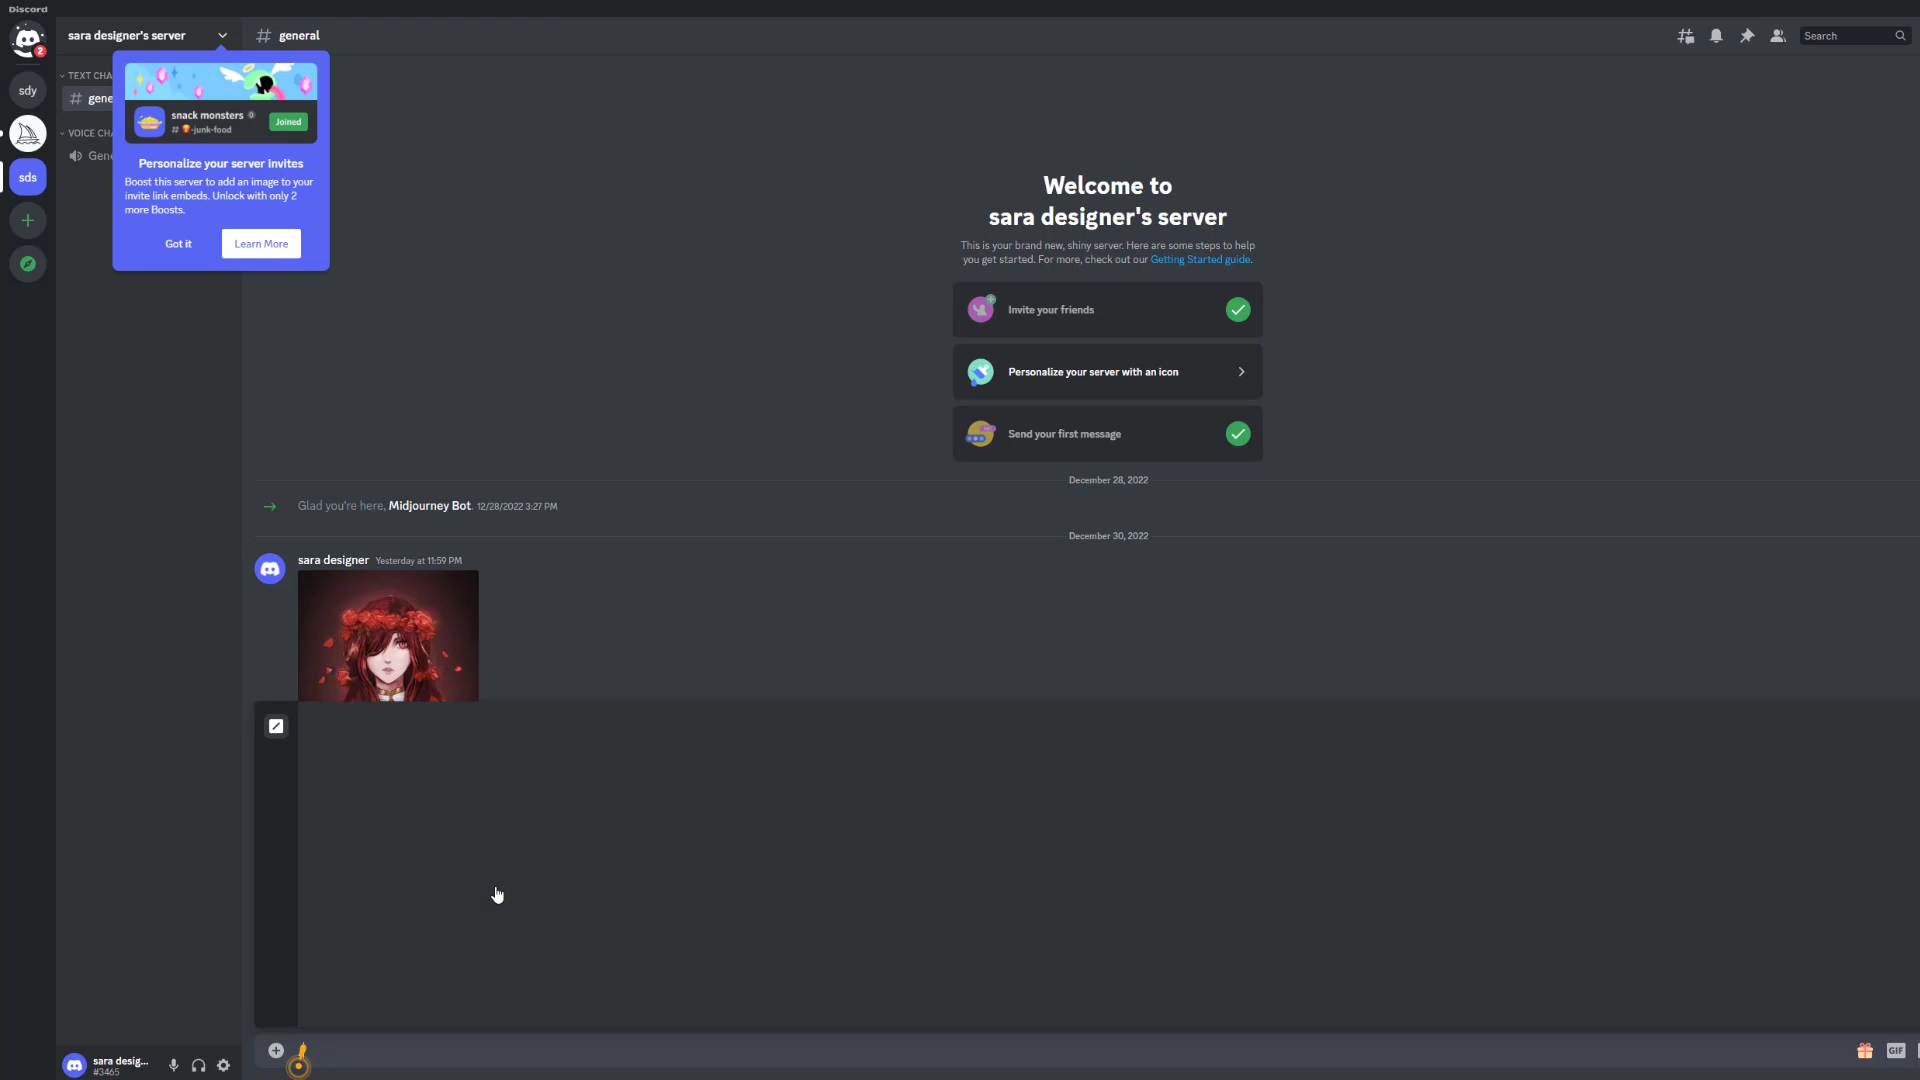 Discord
sara designer's server
general
Search
2
sdy
sds
TEXT CHA
gene
VOICE CHA
Gene
snack monsters
# -junk-food
Joined
Personalize your server invites
Boost this server to add an image to your
invite link embeds. Unlock with only 2
more Boosts.
Got it
Learn More
Welcome to
sara designer's server
This is your brand new, shiny server. Here are some steps to help
you get started. For more, check out our Getting Started guide.
Invite your friends
Personalize your server with an icon
Send your first message
December 28, 2022
Glad you're here, Midjourney Bot. 12/28/2022 3:27 PM
December 30, 2022
sara designer Yesterday at 11:59 PM
sara desig...
#3465
GIF